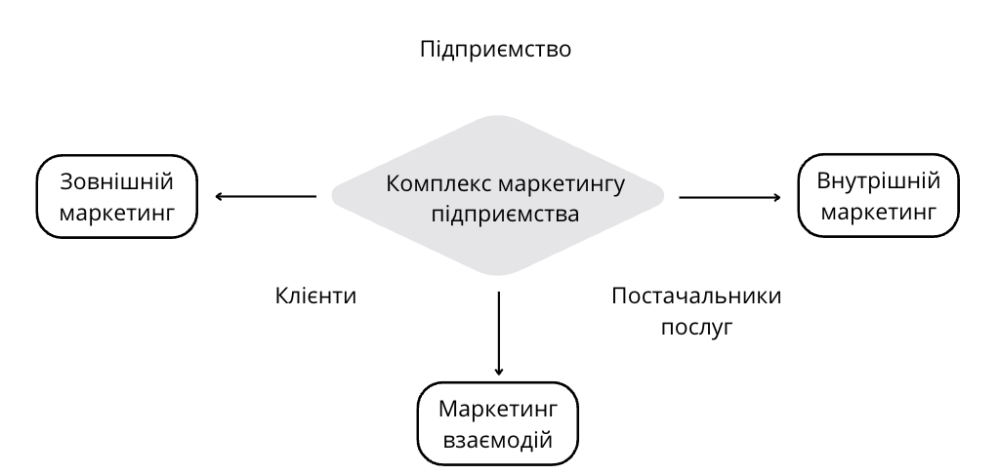 Підприємство
Зовнішній
маркетинг
Комплекс маркетингу
підприємства
Внутрішній
маркетинг
Клієнти
Постачальники
послуг
Маркетинг
взаємодій